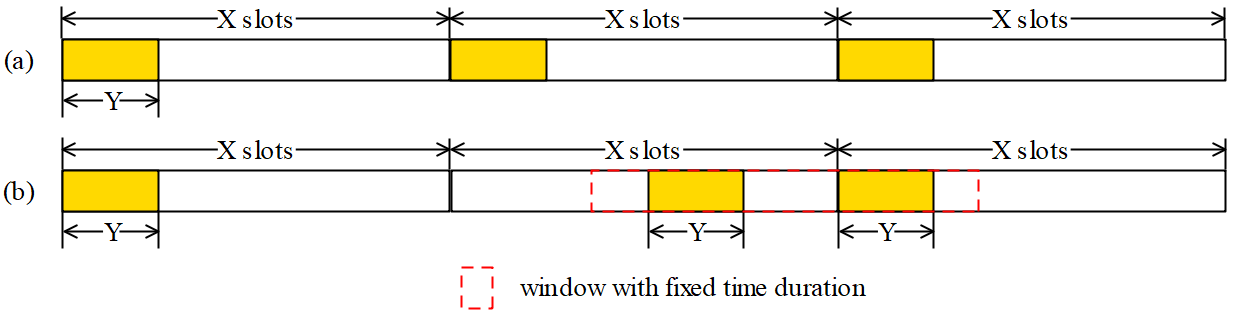 X slots X slots X slots
(a)
Y
X slots X slots X slots
(b)
Y Y Y
window with fixed time duration